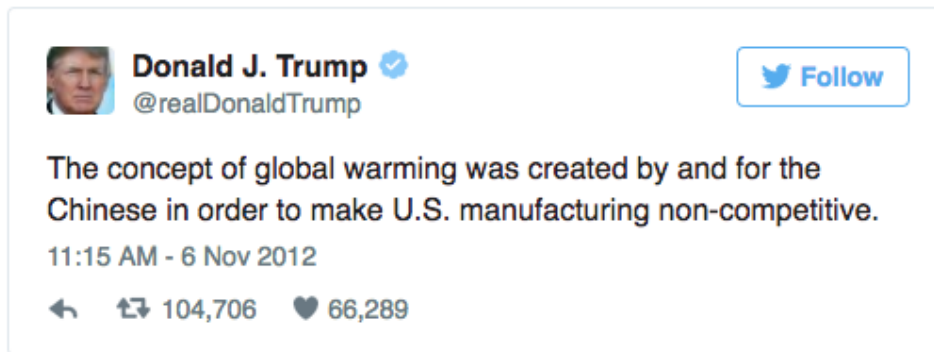 Donald J. Trump
Follow
@realDonaldTrump
The concept of global warming was created by and for the
Chinese in order to make U.S. manufacturing non-competitive.
11:15 AM - 6 Nov 2012
104,706 66,289